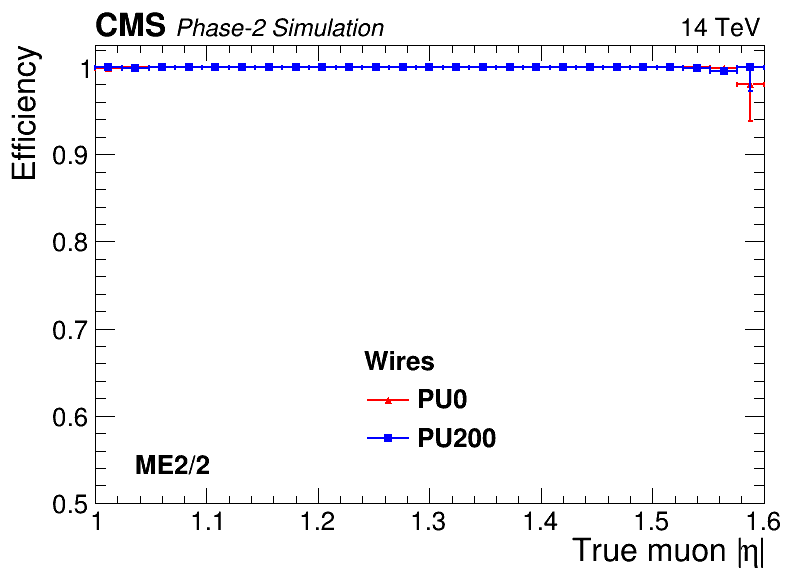 CMS Phase-2 Simulation 14 TeV
Efficiency
1
0.9
0.8
0.7
0.6
0.5
Wires
PU0
PU200
ME2/2
1 1.1 1.2 1.3 1.4 1.5 1.6
True muon |η|